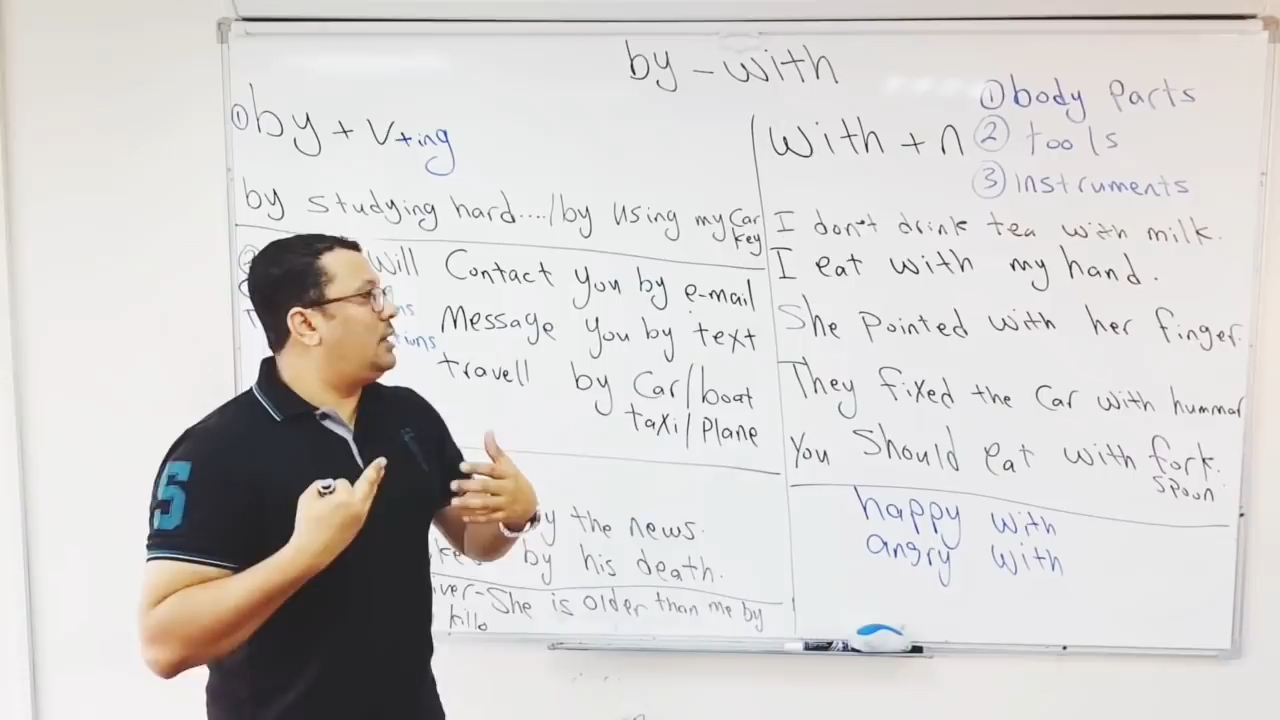 by - with
① by + V+ing
by studying hard..../by using my car key
will Contact you by e-mail
Message you by text
travell by Car/boat
taxi/Plane
by the news.
by his death.
She is older than me by
with + n
① body parts
② tools
③ instruments
I don't drink tea with milk.
I eat with my hand.
She Pointed with her finger.
They fixed the Car with hummar
You Should eat with fork.
spoon
happy with
angry with
5